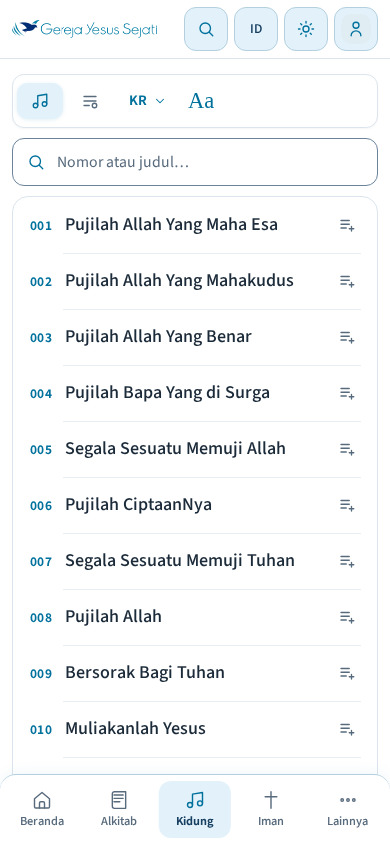 Gereja Yesus Sejati
ID
KR
Aa
Nomor atau judul...
001 Pujilah Allah Yang Maha Esa
002 Pujilah Allah Yang Mahakudus
003 Pujilah Allah Yang Benar
004 Pujilah Bapa Yang di Surga
005 Segala Sesuatu Memuji Allah
006 Pujilah CiptaanNya
007 Segala Sesuatu Memuji Tuhan
008 Pujilah Allah
009 Bersorak Bagi Tuhan
010 Muliakanlah Yesus
Beranda
Alkitab
Kidung
Iman
Lainnya